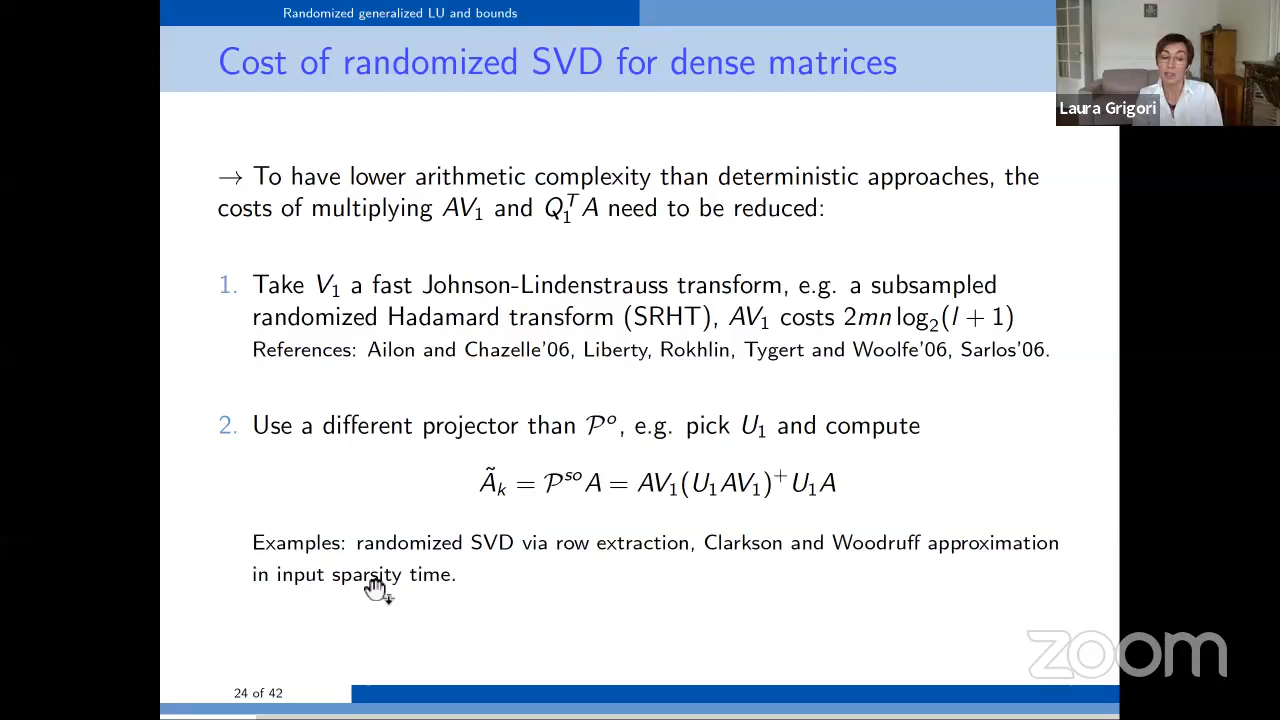 Randomized generalized LU and bounds
Cost of randomized SVD for dense matrices
Laura Grigori
→ To have lower arithmetic complexity than deterministic approaches, the
costs of multiplying AV₁ and Q₁ᵀA need to be reduced:
1. Take V₁ a fast Johnson-Lindenstrauss transform, e.g. a subsampled
randomized Hadamard transform (SRHT), AV₁ costs 2mn log₂(l + 1)
References: Ailon and Chazelle'06, Liberty, Rokhlin, Tygert and Woolfe'06, Sarlos'06.
2. Use a different projector than 𝒫ᵒ, e.g. pick U₁ and compute
Ãₖ = 𝒫ˢᵒA = AV₁(U₁AV₁)⁺U₁A
Examples: randomized SVD via row extraction, Clarkson and Woodruff approximation
in input sparsity time.
zoom
24 of 42